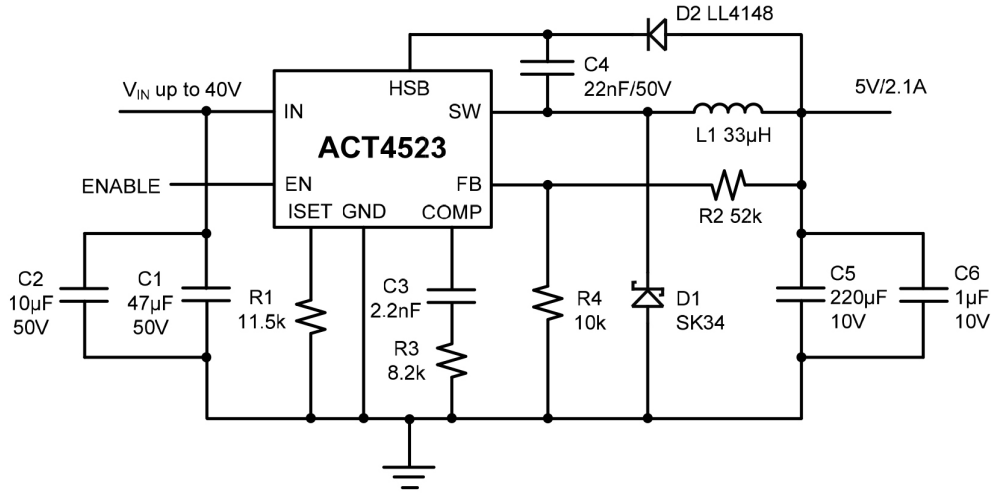 D2 LL4148
C4
22nF/50V
V_IN up to 40V
HSB
5V/2.1A
IN
SW
ACT4523
L1 33μH
ENABLE
EN
FB
ISET GND COMP
R2 52k
C2
10μF
50V
C1
47μF
50V
R1
11.5k
C3
2.2nF
R3
8.2k
R4
10k
D1
SK34
C5
220μF
10V
C6
1μF
10V